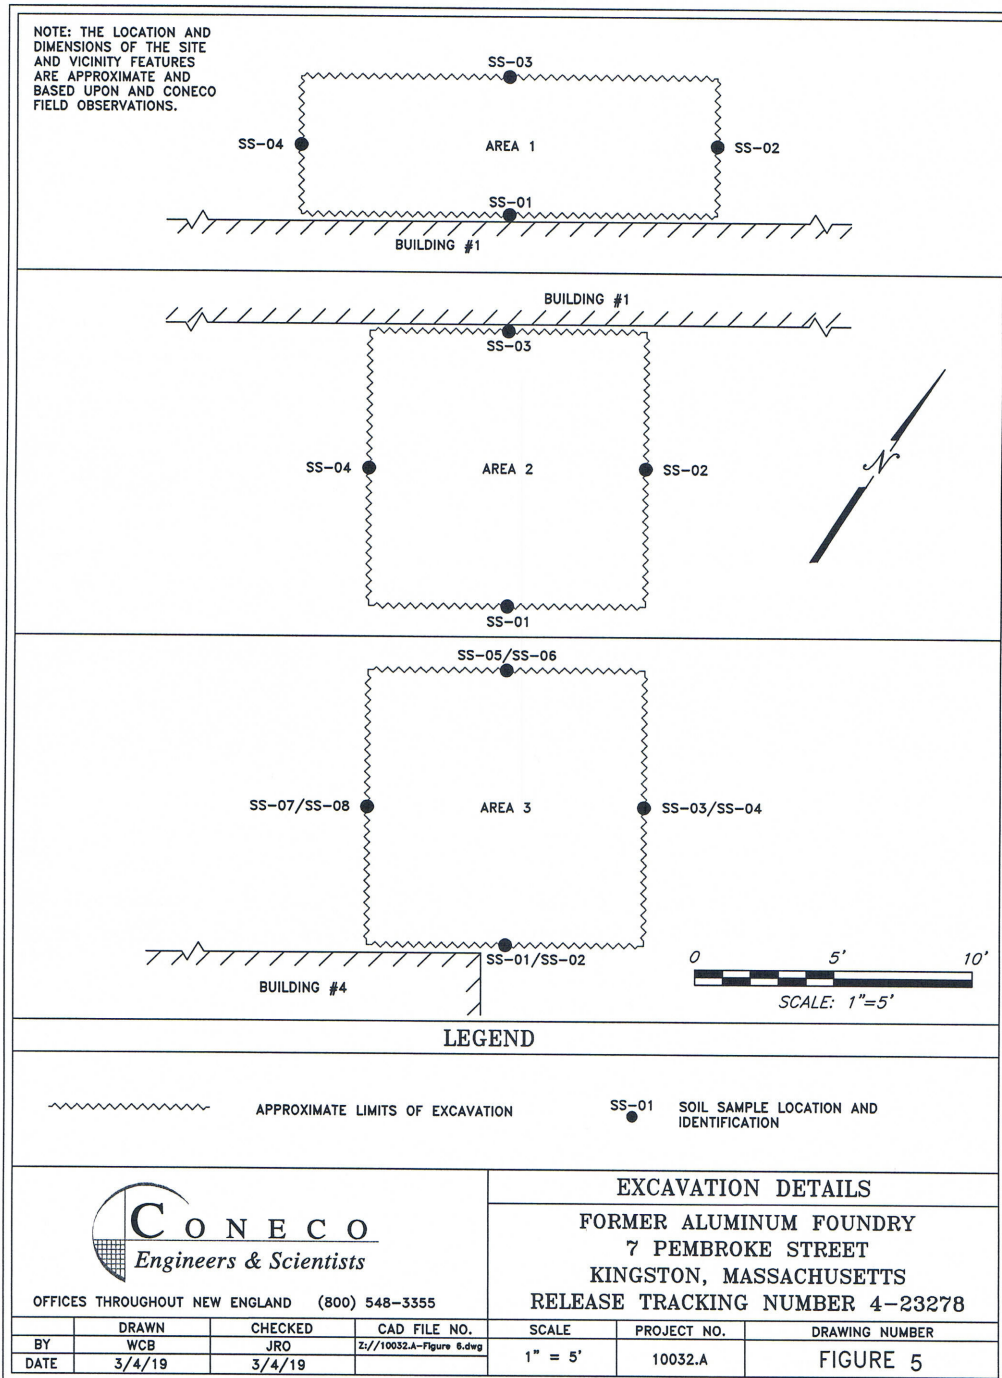 NOTE: THE LOCATION AND
DIMENSIONS OF THE SITE
AND VICINITY FEATURES
ARE APPROXIMATE AND
BASED UPON AND CONECO
FIELD OBSERVATIONS.
SS-03
SS-04
AREA 1
SS-02
SS-01
BUILDING #1
BUILDING #1
SS-03
SS-04
AREA 2
SS-02
N
SS-01
SS-05/SS-06
SS-07/SS-08
AREA 3
SS-03/SS-04
SS-01/SS-02
BUILDING #4
0 5' 10'
SCALE: 1"=5'
LEGEND
APPROXIMATE LIMITS OF EXCAVATION
SS-01
SOIL SAMPLE LOCATION AND
IDENTIFICATION
CONECO
Engineers & Scientists
OFFICES THROUGHOUT NEW ENGLAND (800) 548-3355
EXCAVATION DETAILS
FORMER ALUMINUM FOUNDRY
7 PEMBROKE STREET
KINGSTON, MASSACHUSETTS
RELEASE TRACKING NUMBER 4-23278
DRAWN CHECKED CAD FILE NO. SCALE PROJECT NO. DRAWING NUMBER
BY WCB JRO Z://10032.A-Figure 6.dwg
1" = 5' 10032.A FIGURE 5
DATE 3/4/19 3/4/19